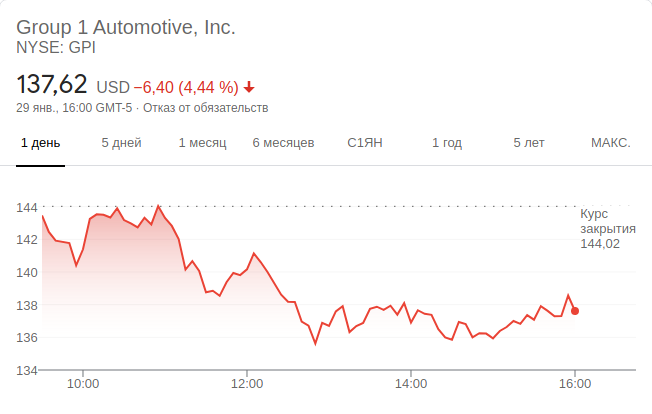 Group 1 Automotive, Inc.
NYSE: GPI
137,62 USD −6,40 (4,44 %)
29 янв., 16:00 GMT-5 · Отказ от обязательств
1 день 5 дней 1 месяц 6 месяцев С1ЯН 1 год 5 лет МАКС.
144
142
140
138
136
134
Курс
закрытия
144,02
10:00 12:00 14:00 16:00